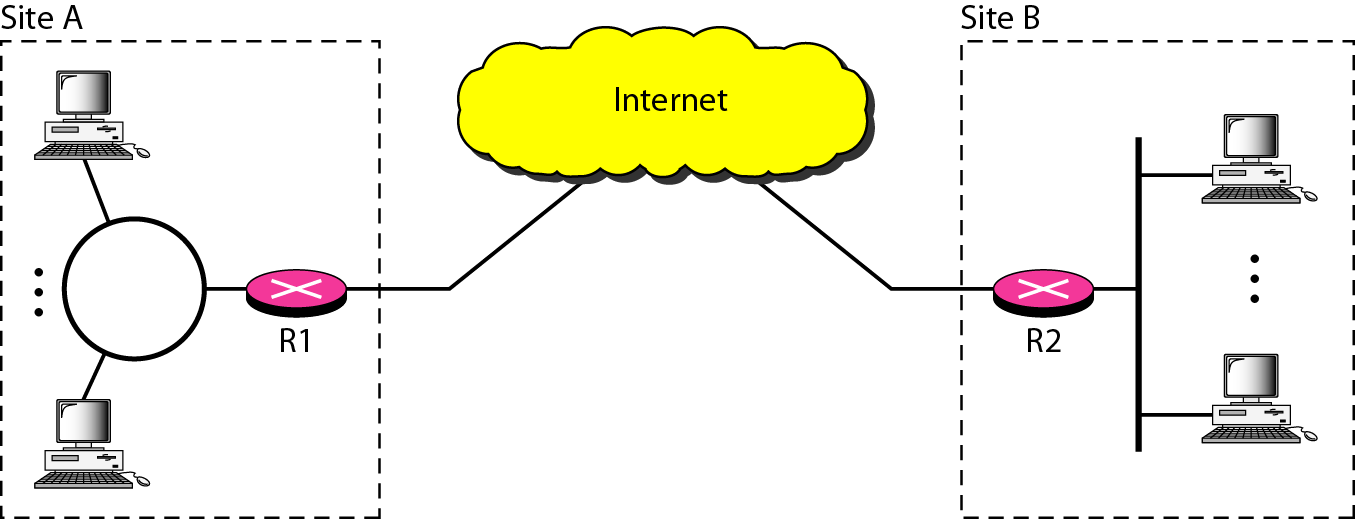 Site A
Site B
Internet
R1
R2